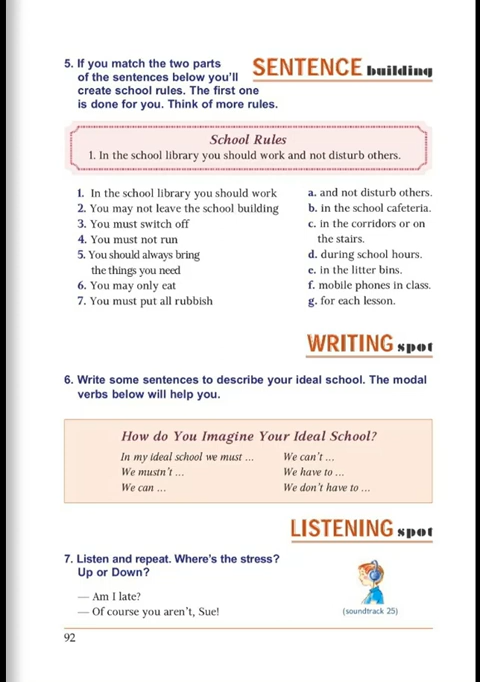 5. If you match the two parts
of the sentences below you'll
create school rules. The first one
is done for you. Think of more rules.
SENTENCE building
School Rules
1. In the school library you should work and not disturb others.
1. In the school library you should work
2. You may not leave the school building
3. You must switch off
4. You must not run
5. You should always bring
the things you need
6. You may only eat
7. You must put all rubbish
a. and not disturb others.
b. in the school cafeteria.
c. in the corridors or on
the stairs.
d. during school hours.
e. in the litter bins.
f. mobile phones in class.
g. for each lesson.
WRITING spot
6. Write some sentences to describe your ideal school. The modal
verbs below will help you.
How do You Imagine Your Ideal School?
In my ideal school we must ...
We mustn't ...
We can ...
We can't ...
We have to ...
We don't have to ...
LISTENING spot
7. Listen and repeat. Where's the stress?
Up or Down?
— Am I late?
— Of course you aren't, Sue!
(soundtrack 25)
92